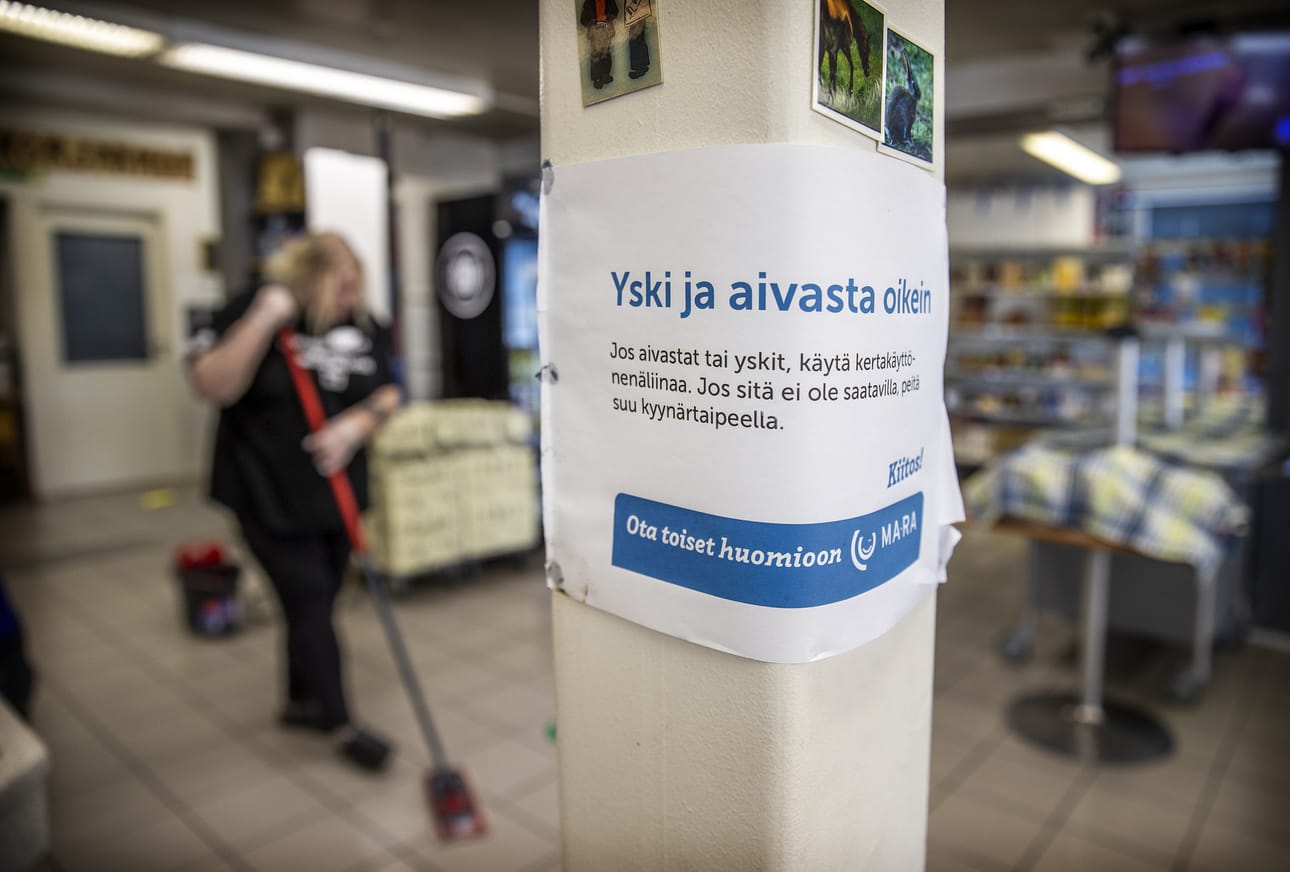 Yski ja aivasta oikein
Jos aivastat tai yskit, käytä kertakäyttö-
nenäliinaa. Jos sitä ei ole saatavilla, peitä
suu kyynärtaipeella.
Kiitos!
Ota toiset huomioon MA·RA